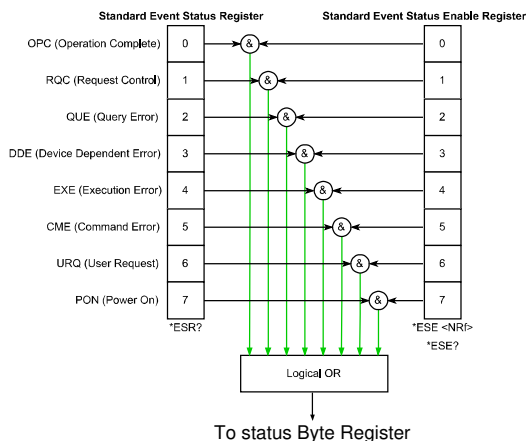 Standard Event Status Register
Standard Event Status Enable Register
OPC (Operation Complete) 0 & 0
RQC (Request Control) 1 & 1
QUE (Query Error) 2 & 2
DDE (Device Dependent Error) 3 & 3
EXE (Execution Error) 4 & 4
CME (Command Error) 5 & 5
URQ (User Request) 6 & 6
PON (Power On) 7 & 7
*ESR?
*ESE <NRf>
*ESE?
Logical OR
To status Byte Register